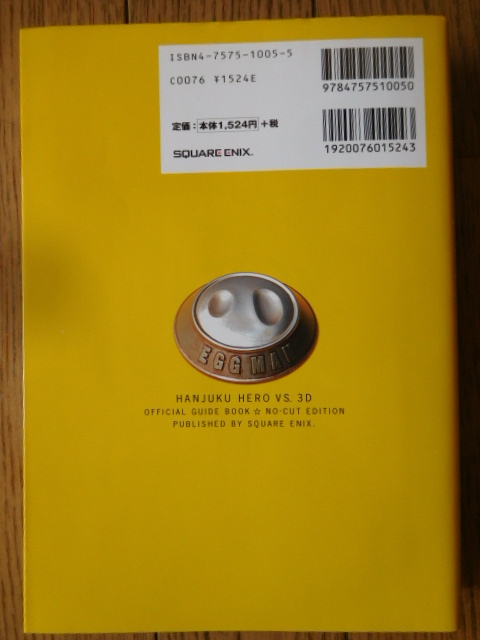 ISBN4-7575-1005-5
C0076 ¥1524E
9784757510050
定価：本体1,524円＋税
SQUARE ENIX.
1920076015243
EGG MAN
HANJUKU HERO VS. 3D
OFFICIAL GUIDE BOOK☆NO-CUT EDITION
PUBLISHED BY SQUARE ENIX.